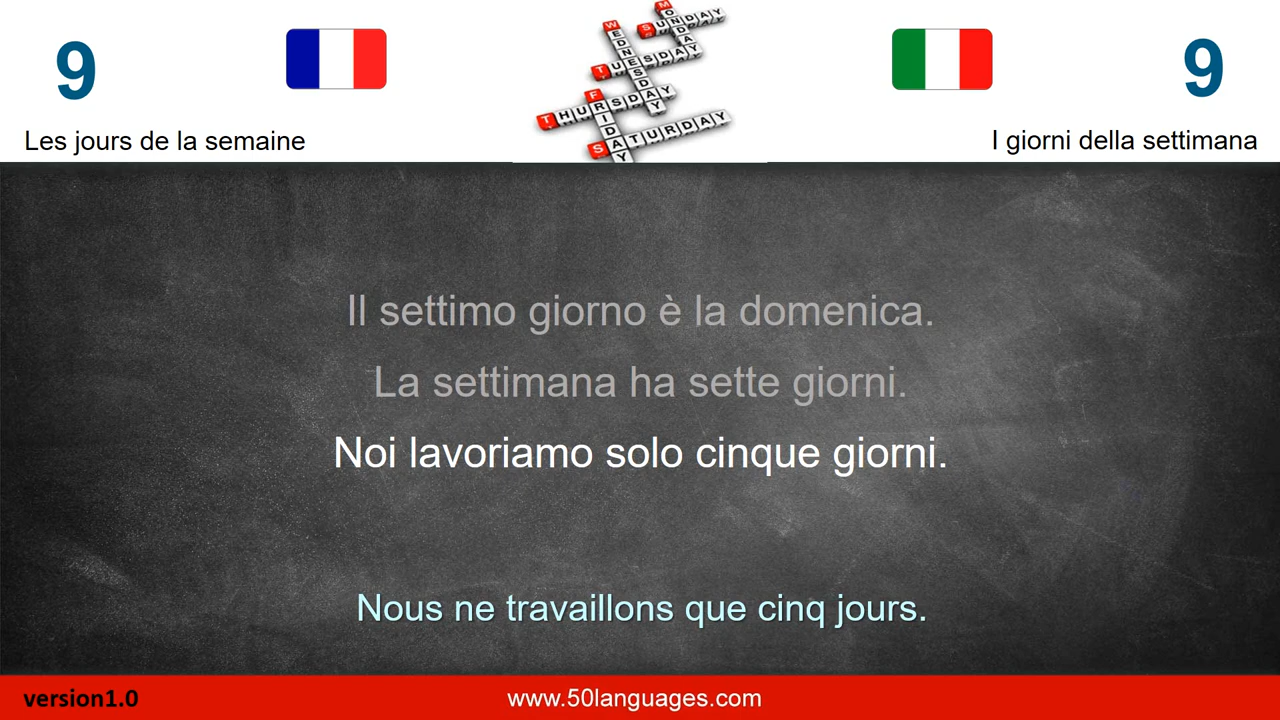 9
9
Les jours de la semaine
I giorni della settimana
WEDNESDAY
MONDAY
SUNDAY
TUESDAY
THURSDAY
FRIDAY
SATURDAY
Il settimo giorno è la domenica.
La settimana ha sette giorni.
Noi lavoriamo solo cinque giorni.
Nous ne travaillons que cinq jours.
version1.0
www.50languages.com